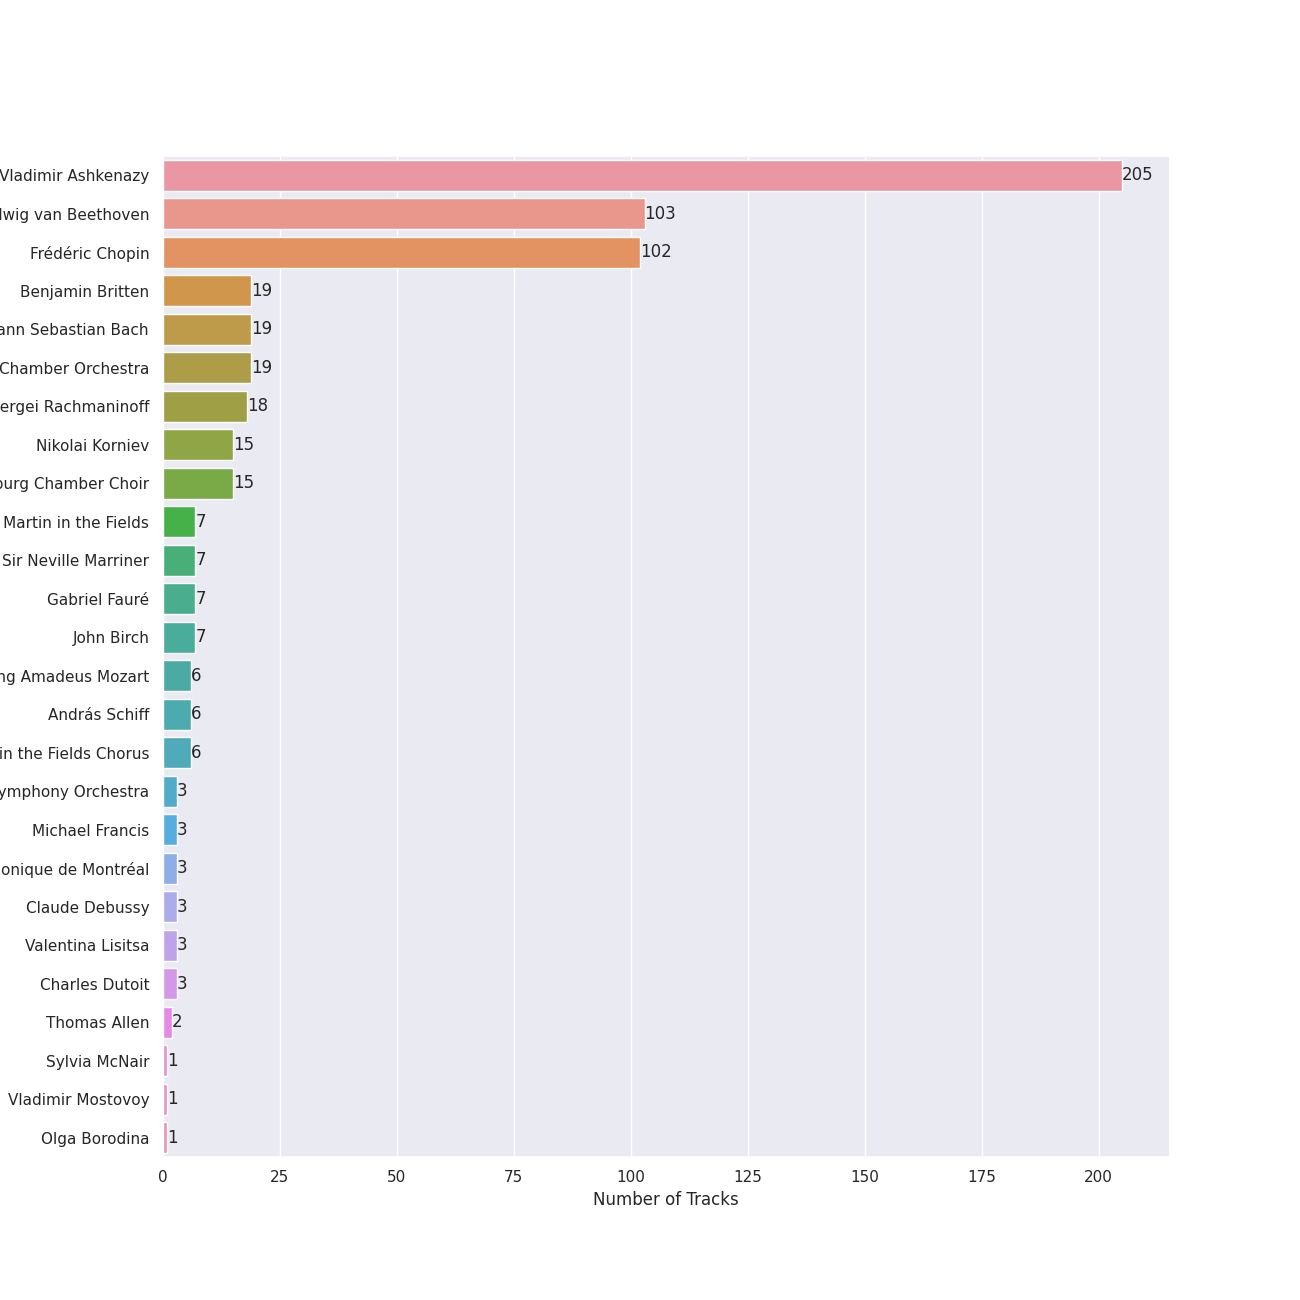 Vladimir Ashkenazy 205
wig van Beethoven 103
Frédéric Chopin 102
Benjamin Britten 19
ann Sebastian Bach 19
Chamber Orchestra 19
ergei Rachmaninoff 18
Nikolai Korniev 15
burg Chamber Choir 15
Martin in the Fields 7
Sir Neville Marriner 7
Gabriel Fauré 7
John Birch 7
ng Amadeus Mozart 6
András Schiff 6
in the Fields Chorus 6
ymphony Orchestra 3
Michael Francis 3
onique de Montréal 3
Claude Debussy 3
Valentina Lisitsa 3
Charles Dutoit 3
Thomas Allen 2
Sylvia McNair 1
Vladimir Mostovoy 1
Olga Borodina 1
0 25 50 75 100 125 150 175 200
Number of Tracks